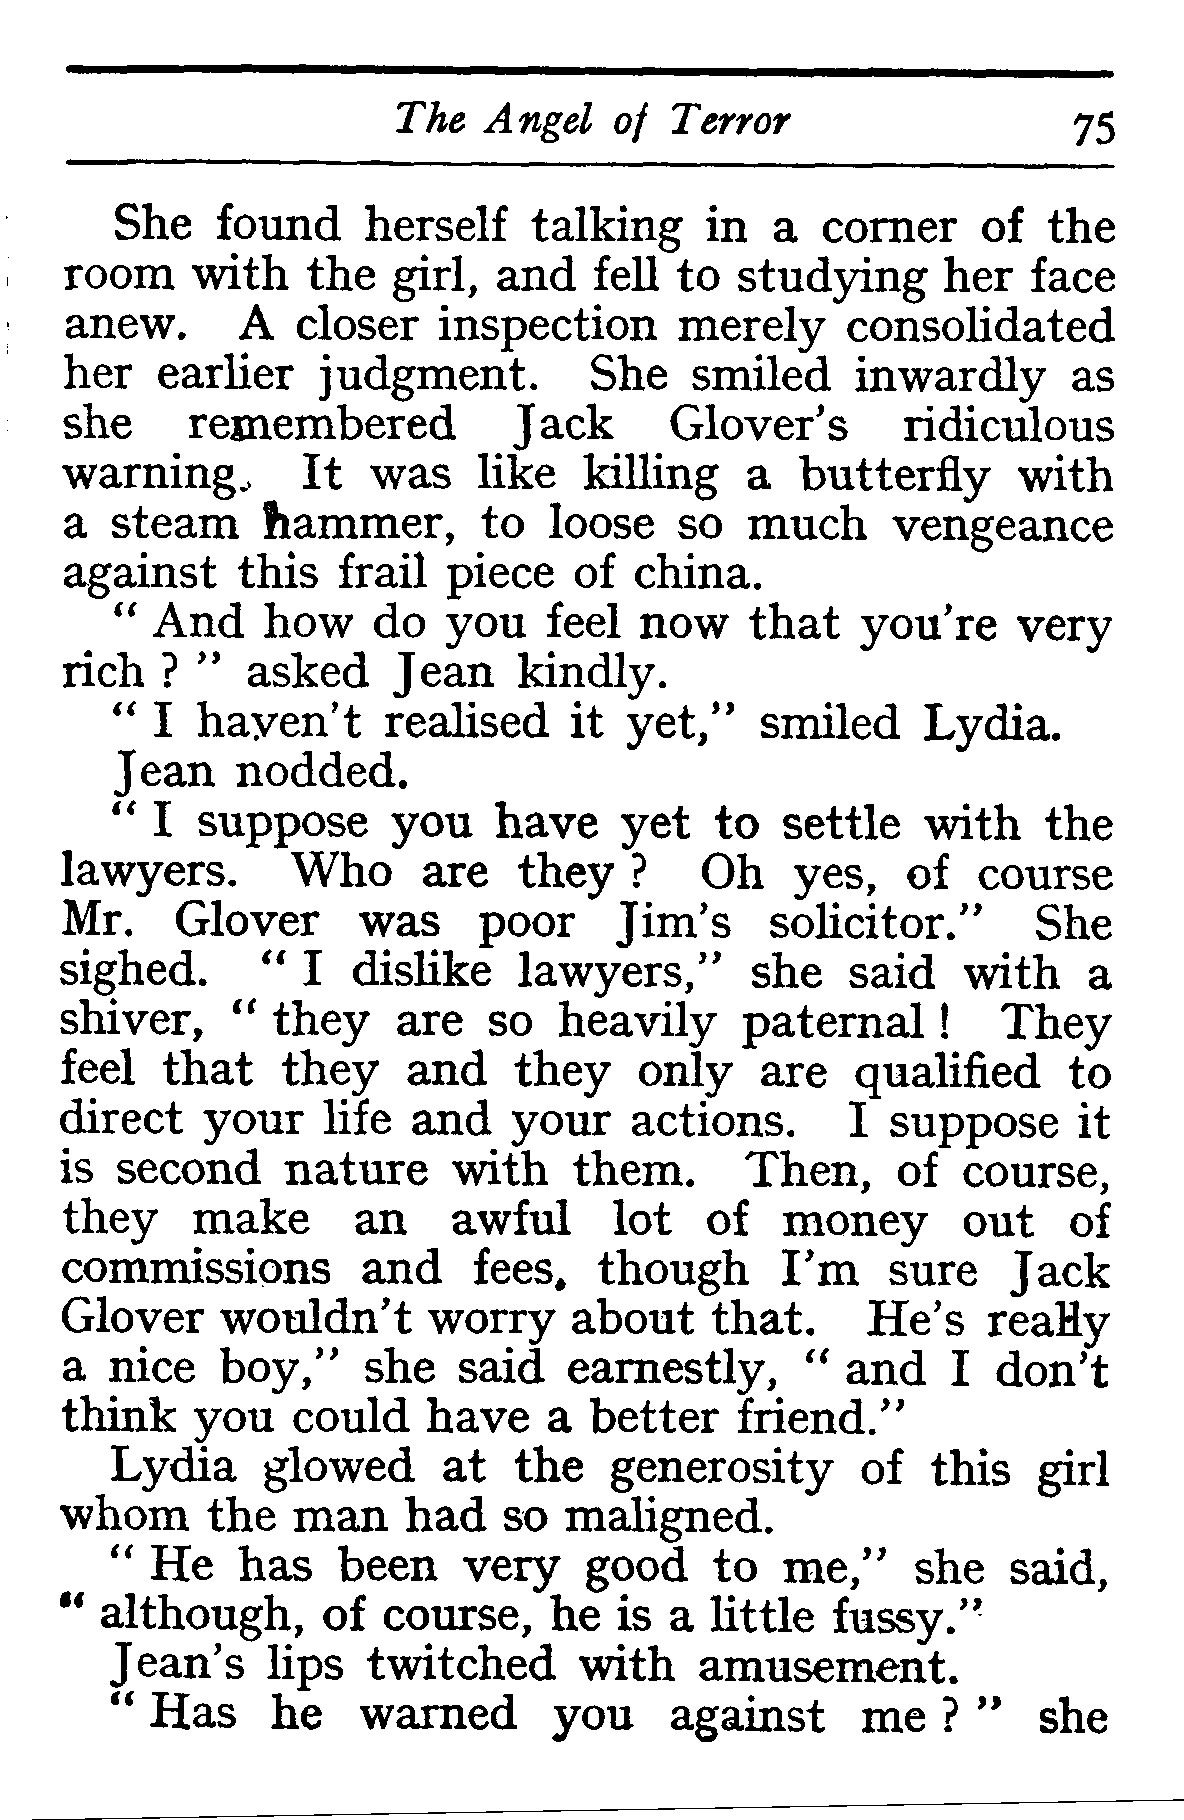 The Angel of Terror 75
She found herself talking in a corner of the
room with the girl, and fell to studying her face
anew. A closer inspection merely consolidated
her earlier judgment. She smiled inwardly as
she remembered Jack Glover's ridiculous
warning. It was like killing a butterfly with
a steam hammer, to loose so much vengeance
against this frail piece of china.
" And how do you feel now that you're very
rich ? " asked Jean kindly.
" I haven't realised it yet," smiled Lydia.
Jean nodded.
" I suppose you have yet to settle with the
lawyers. Who are they ? Oh yes, of course
Mr. Glover was poor Jim's solicitor." She
sighed. " I dislike lawyers," she said with a
shiver, " they are so heavily paternal ! They
feel that they and they only are qualified to
direct your life and your actions. I suppose it
is second nature with them. Then, of course,
they make an awful lot of money out of
commissions and fees, though I'm sure Jack
Glover wouldn't worry about that. He's really
a nice boy," she said earnestly, " and I don't
think you could have a better friend."
Lydia glowed at the generosity of this girl
whom the man had so maligned.
" He has been very good to me," she said,
" although, of course, he is a little fussy."
Jean's lips twitched with amusement.
" Has he warned you against me ? " she